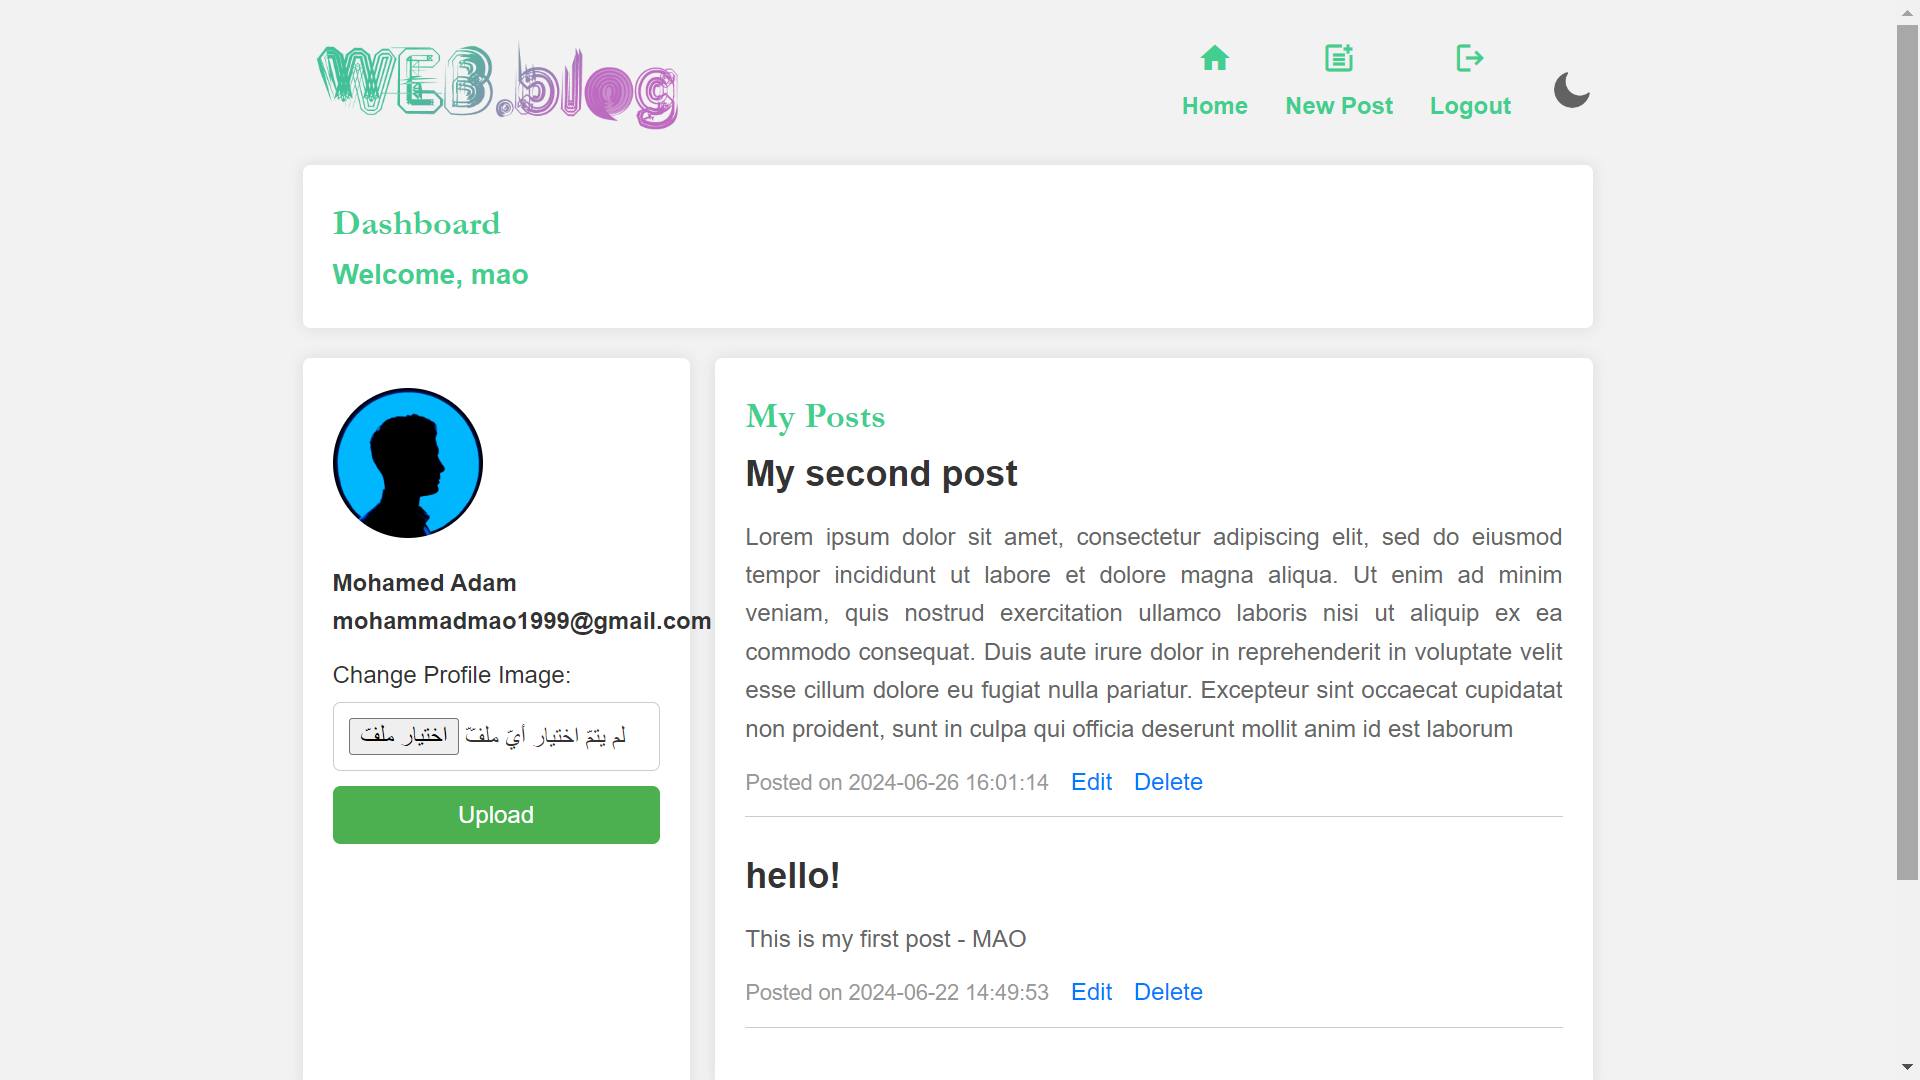 WEB.blog
Home
New Post
Logout
Dashboard
Welcome, mao
Mohamed Adam
mohammadmao1999@gmail.com
Change Profile Image:
اختيار ملفّ لم يتمّ اختيار أيّ ملفّ
Upload
My Posts
My second post
Lorem ipsum dolor sit amet, consectetur adipiscing elit, sed do eiusmod
tempor incididunt ut labore et dolore magna aliqua. Ut enim ad minim
veniam, quis nostrud exercitation ullamco laboris nisi ut aliquip ex ea
commodo consequat. Duis aute irure dolor in reprehenderit in voluptate velit
esse cillum dolore eu fugiat nulla pariatur. Excepteur sint occaecat cupidatat
non proident, sunt in culpa qui officia deserunt mollit anim id est laborum
Posted on 2024-06-26 16:01:14 Edit Delete
hello!
This is my first post - MAO
Posted on 2024-06-22 14:49:53 Edit Delete